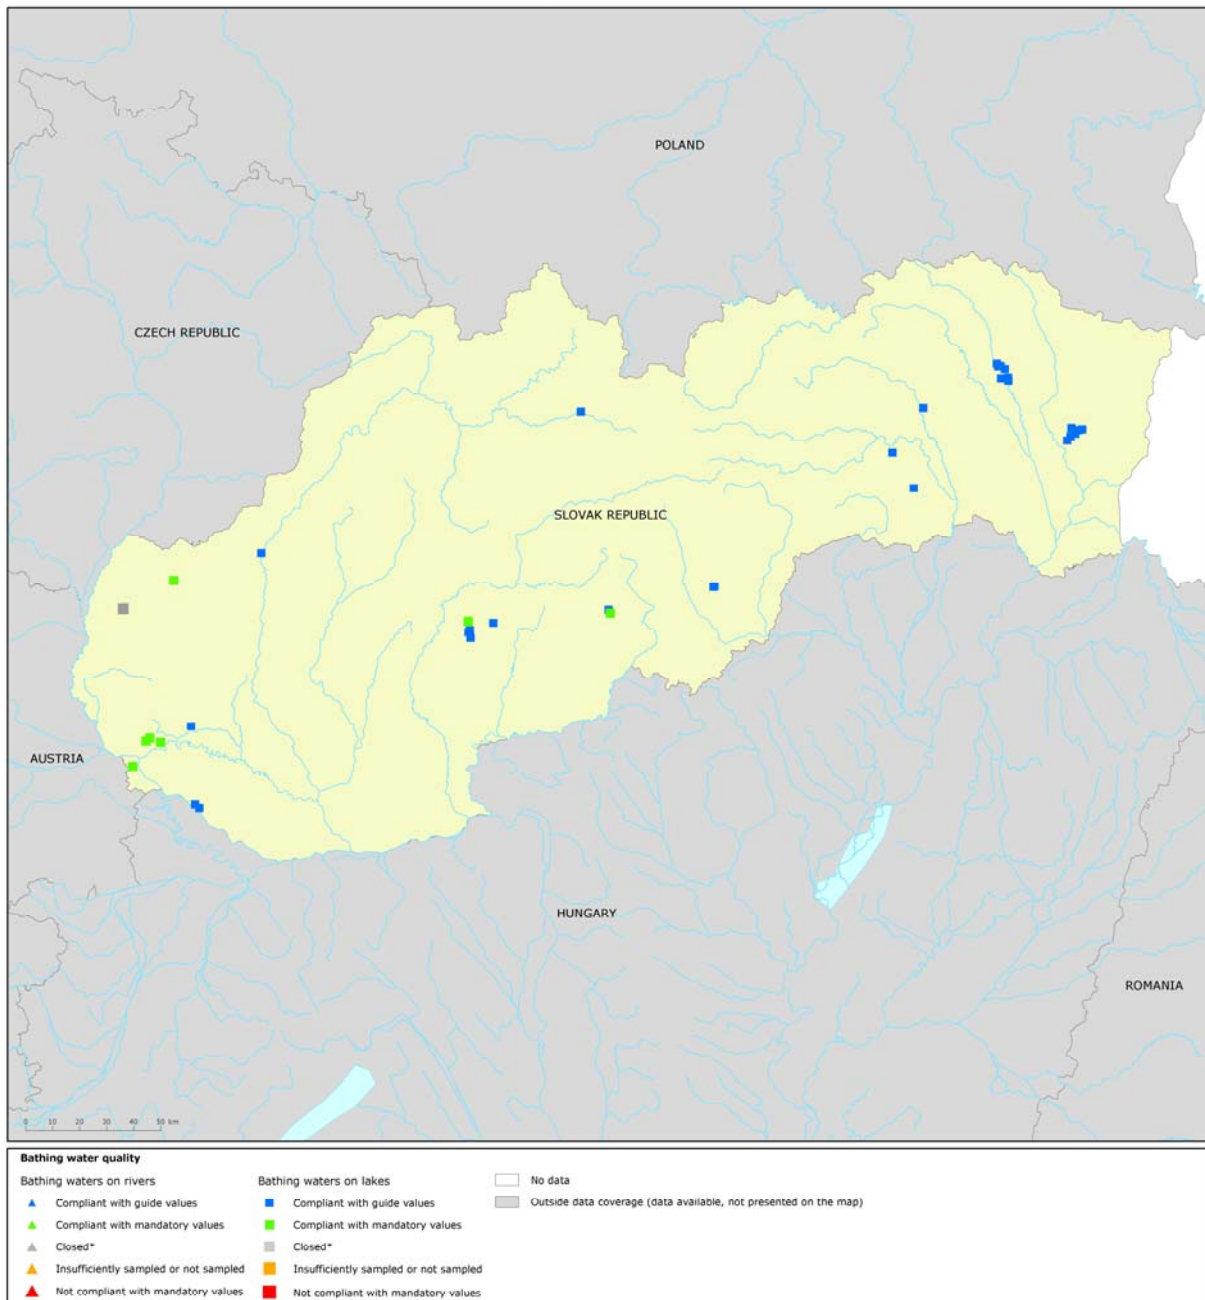 POLAND
CZECH REPUBLIC
SLOVAK REPUBLIC
AUSTRIA
HUNGARY
ROMANIA
0 10 20 30 40 50 km
Bathing water quality
Bathing waters on rivers
Compliant with guide values
Compliant with mandatory values
Closed*
Insufficiently sampled or not sampled
Not compliant with mandatory values
Bathing waters on lakes
Compliant with guide values
Compliant with mandatory values
Closed*
Insufficiently sampled or not sampled
Not compliant with mandatory values
No data
Outside data coverage (data available, not presented on the map)